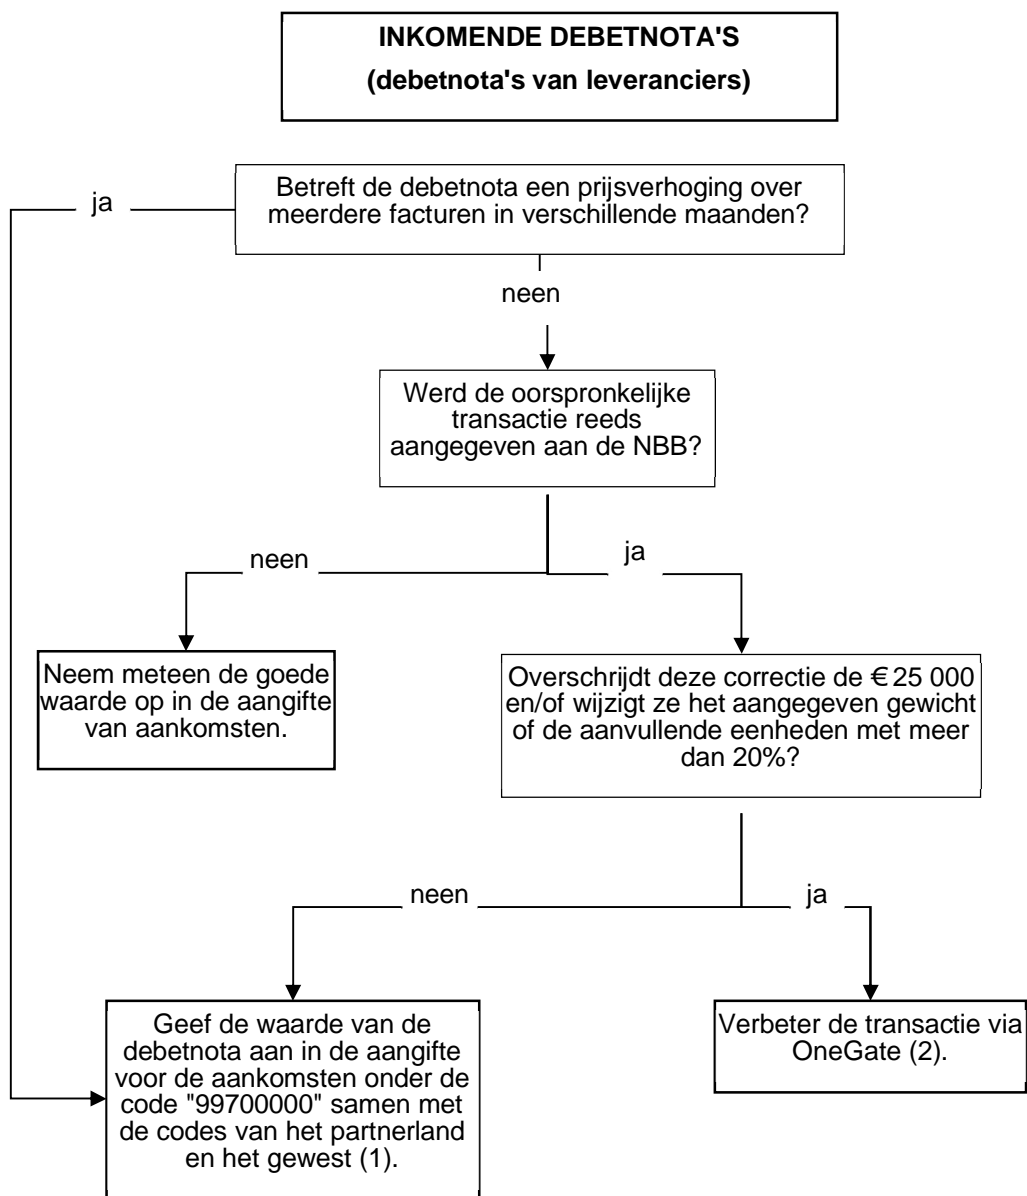 INKOMENDE DEBETNOTA'S
(debetnota's van leveranciers)
Betreft de debetnota een prijsverhoging over
meerdere facturen in verschillende maanden?
ja
neen
Werd de oorspronkelijke
transactie reeds
aangegeven aan de NBB?
neen
ja
Neem meteen de goede
waarde op in de aangifte
van aankomsten.
Overschrijdt deze correctie de € 25 000
en/of wijzigt ze het aangegeven gewicht
of de aanvullende eenheden met meer
dan 20%?
neen
ja
Geef de waarde van de
debetnota aan in de aangifte
voor de aankomsten onder de
code "99700000" samen met
de codes van het partnerland
en het gewest (1).
Verbeter de transactie via
OneGate (2).